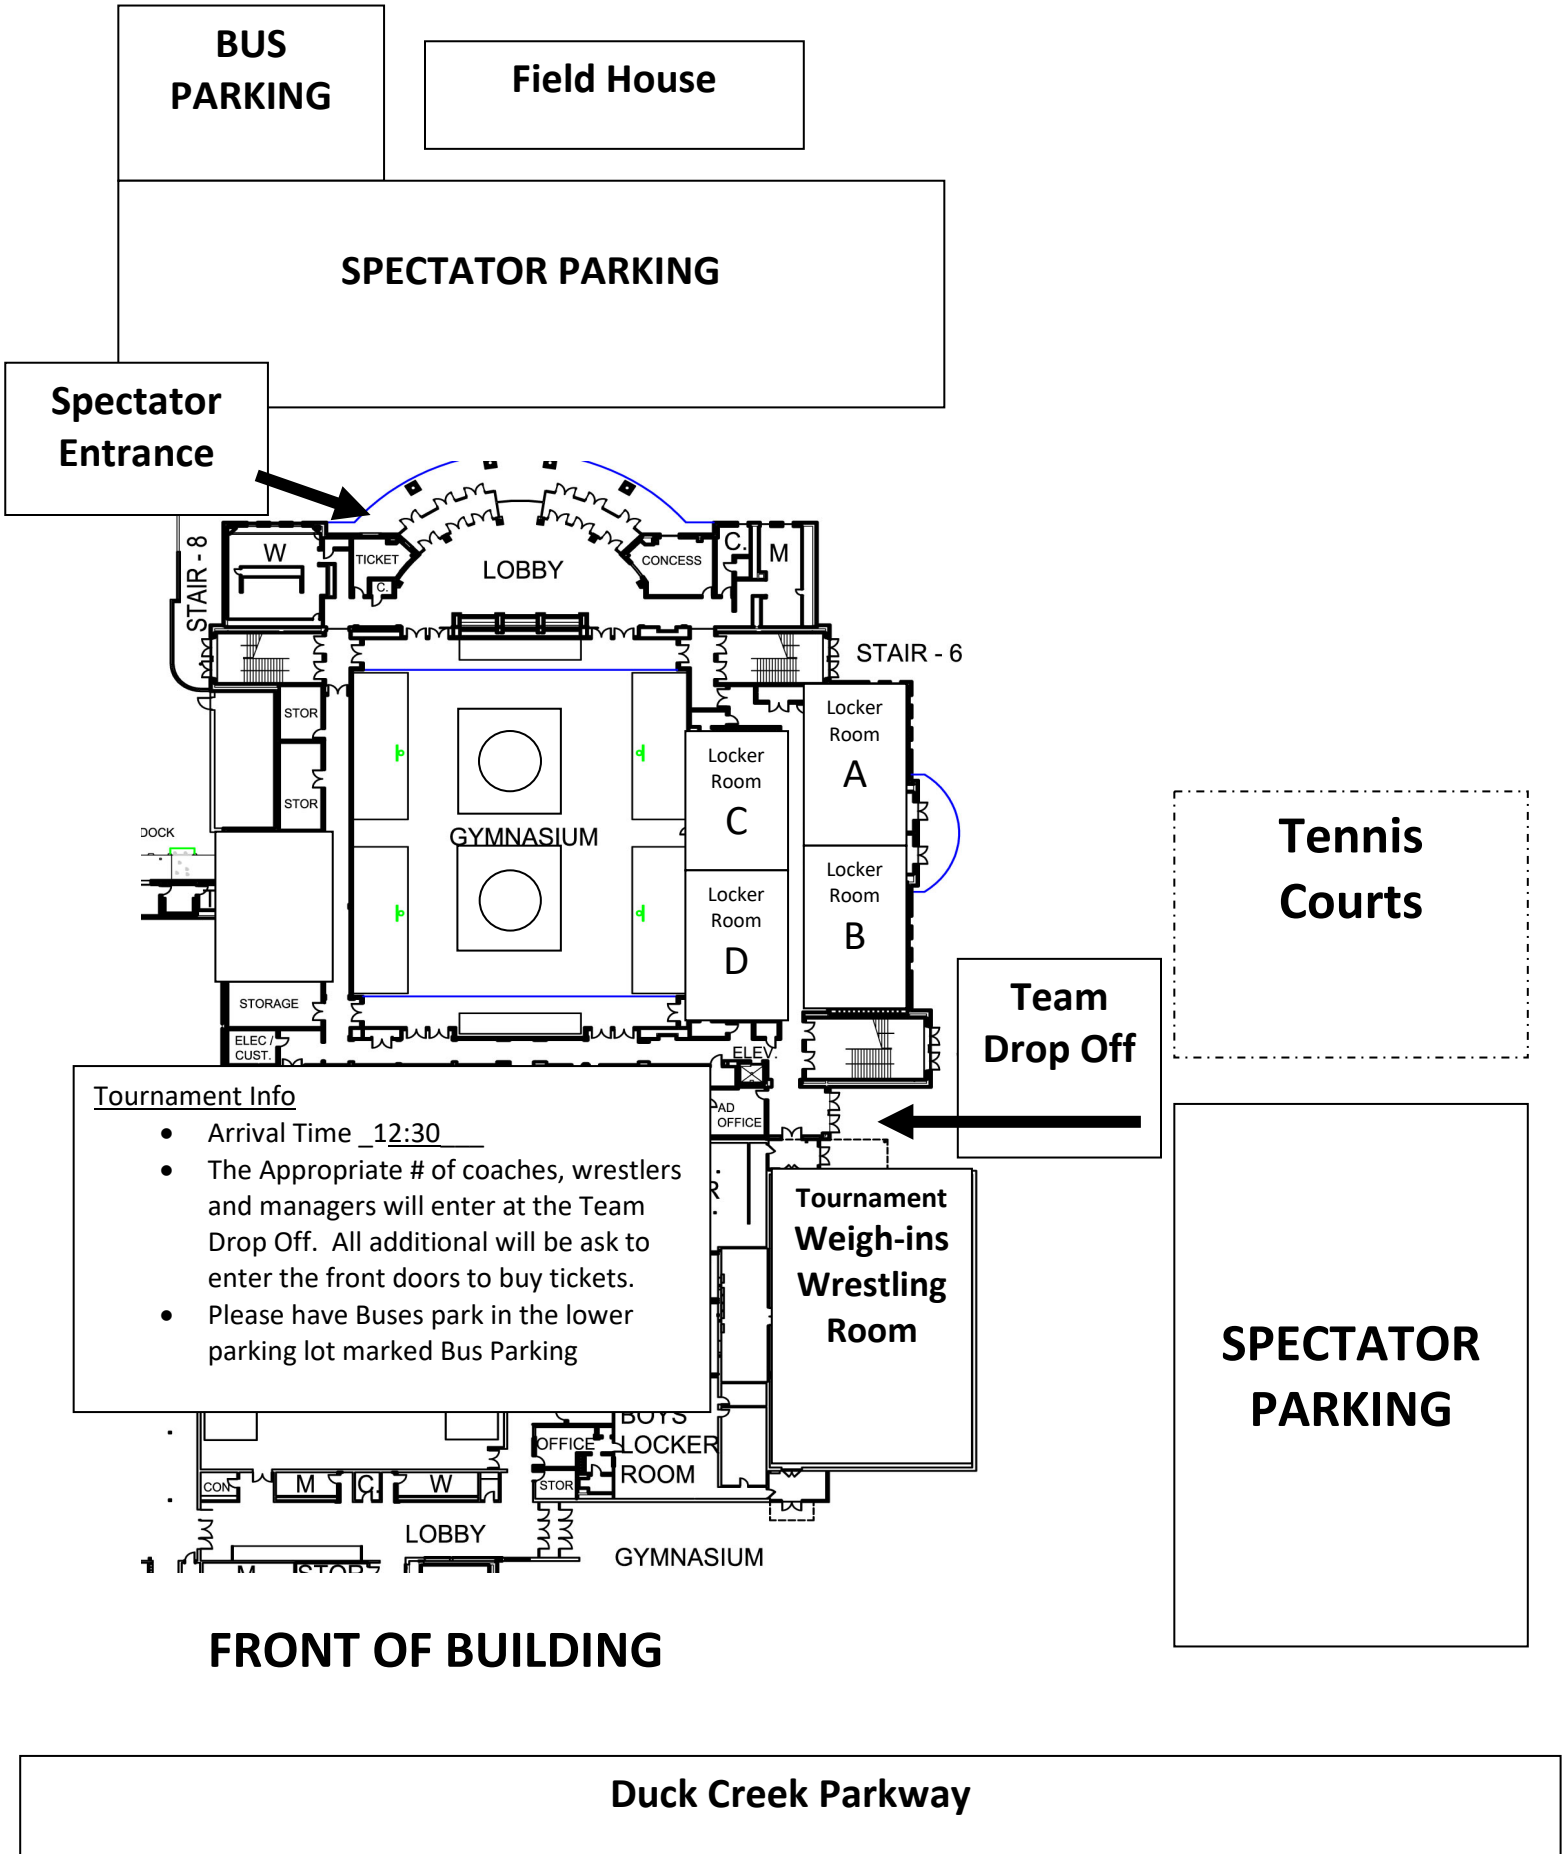 BUS
PARKING
Field House
SPECTATOR PARKING
Spectator
Entrance
STAIR - 8
W
TICKET
C.
LOBBY
CONCESS
C.
M
STAIR - 6
STOR
STOR
Locker
Room
A
Locker
Room
C
GYMNASIUM
DOCK
Locker
Room
B
Locker
Room
D
Tennis
Courts
Team
Drop Off
STORAGE
ELEC /
CUST.
ELEV.
AD
OFFICE
Tournament Info
• Arrival Time _12:30___
• The Appropriate # of coaches, wrestlers
and managers will enter at the Team
Drop Off.  All additional will be ask to
enter the front doors to buy tickets.
• Please have Buses park in the lower
parking lot marked Bus Parking
R
Tournament
Weigh-ins
Wrestling
Room
SPECTATOR
PARKING
BOYS
LOCKER
ROOM
OFFICE
STOR
CON
M
C.
W
LOBBY
GYMNASIUM
M
STOR
FRONT OF BUILDING
Duck Creek Parkway